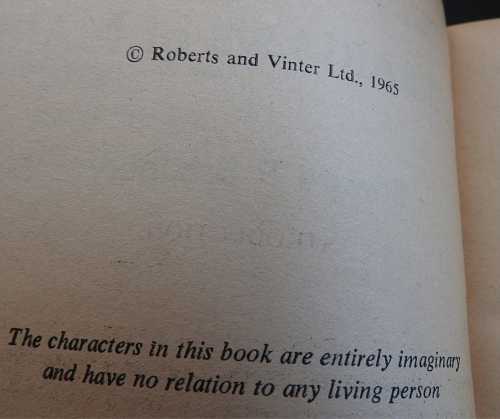 © Roberts and Vinter Ltd., 1965
The characters in this book are entirely imaginary
and have no relation to any living person